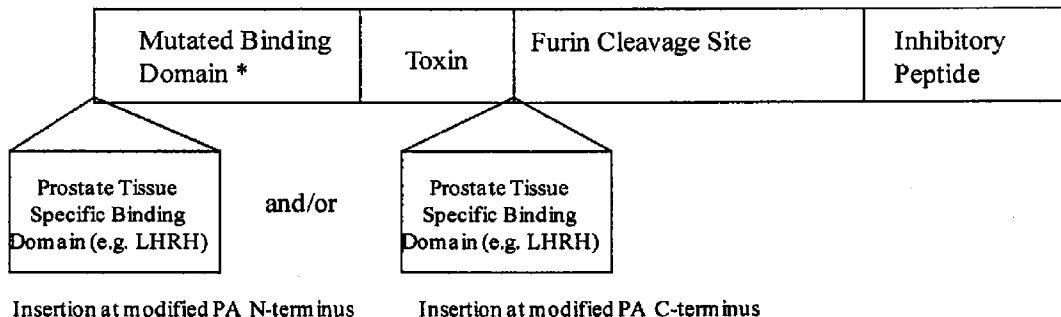 Mutated Binding
Domain *
Toxin
Furin Cleavage Site
Inhibitory
Peptide
Prostate Tissue
Specific Binding
Domain (e.g. LHRH)
and/or
Prostate Tissue
Specific Binding
Domain (e.g. LHRH)
Insertion at modified PA N-terminus
Insertion at modified PA C-terminus